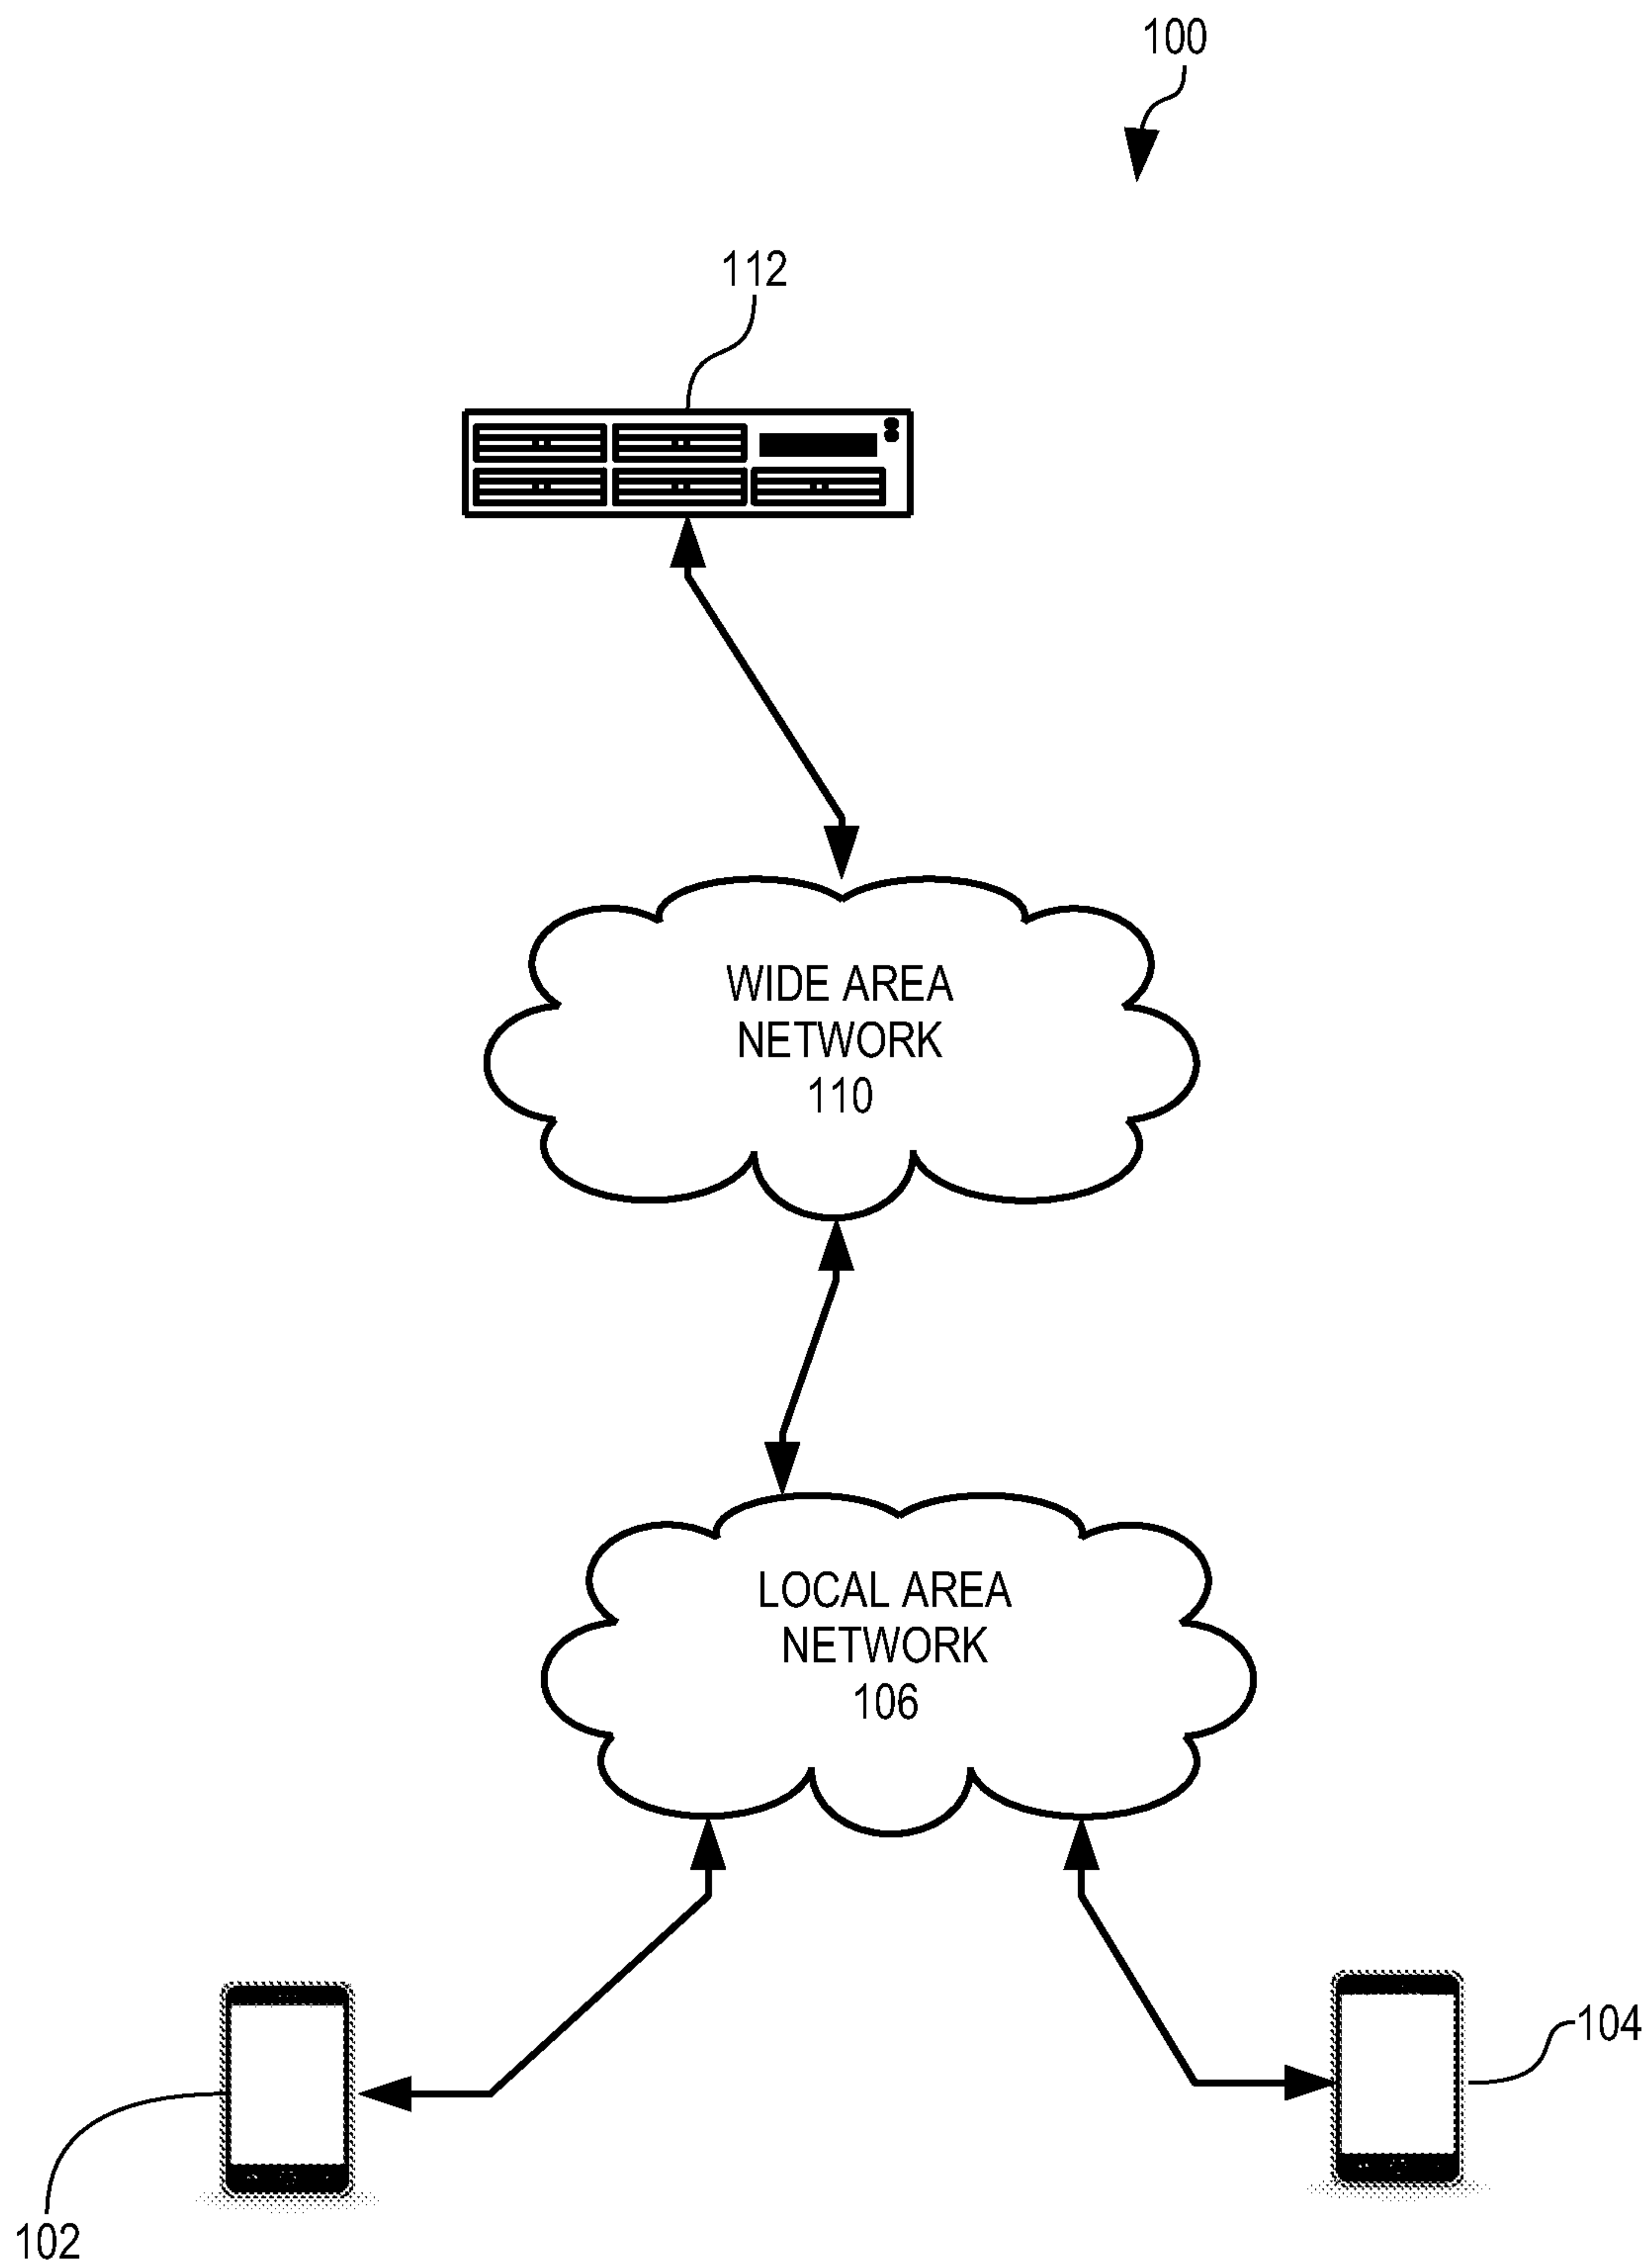 100
112
WIDE AREA
NETWORK
110
LOCAL AREA
NETWORK
106
104
102